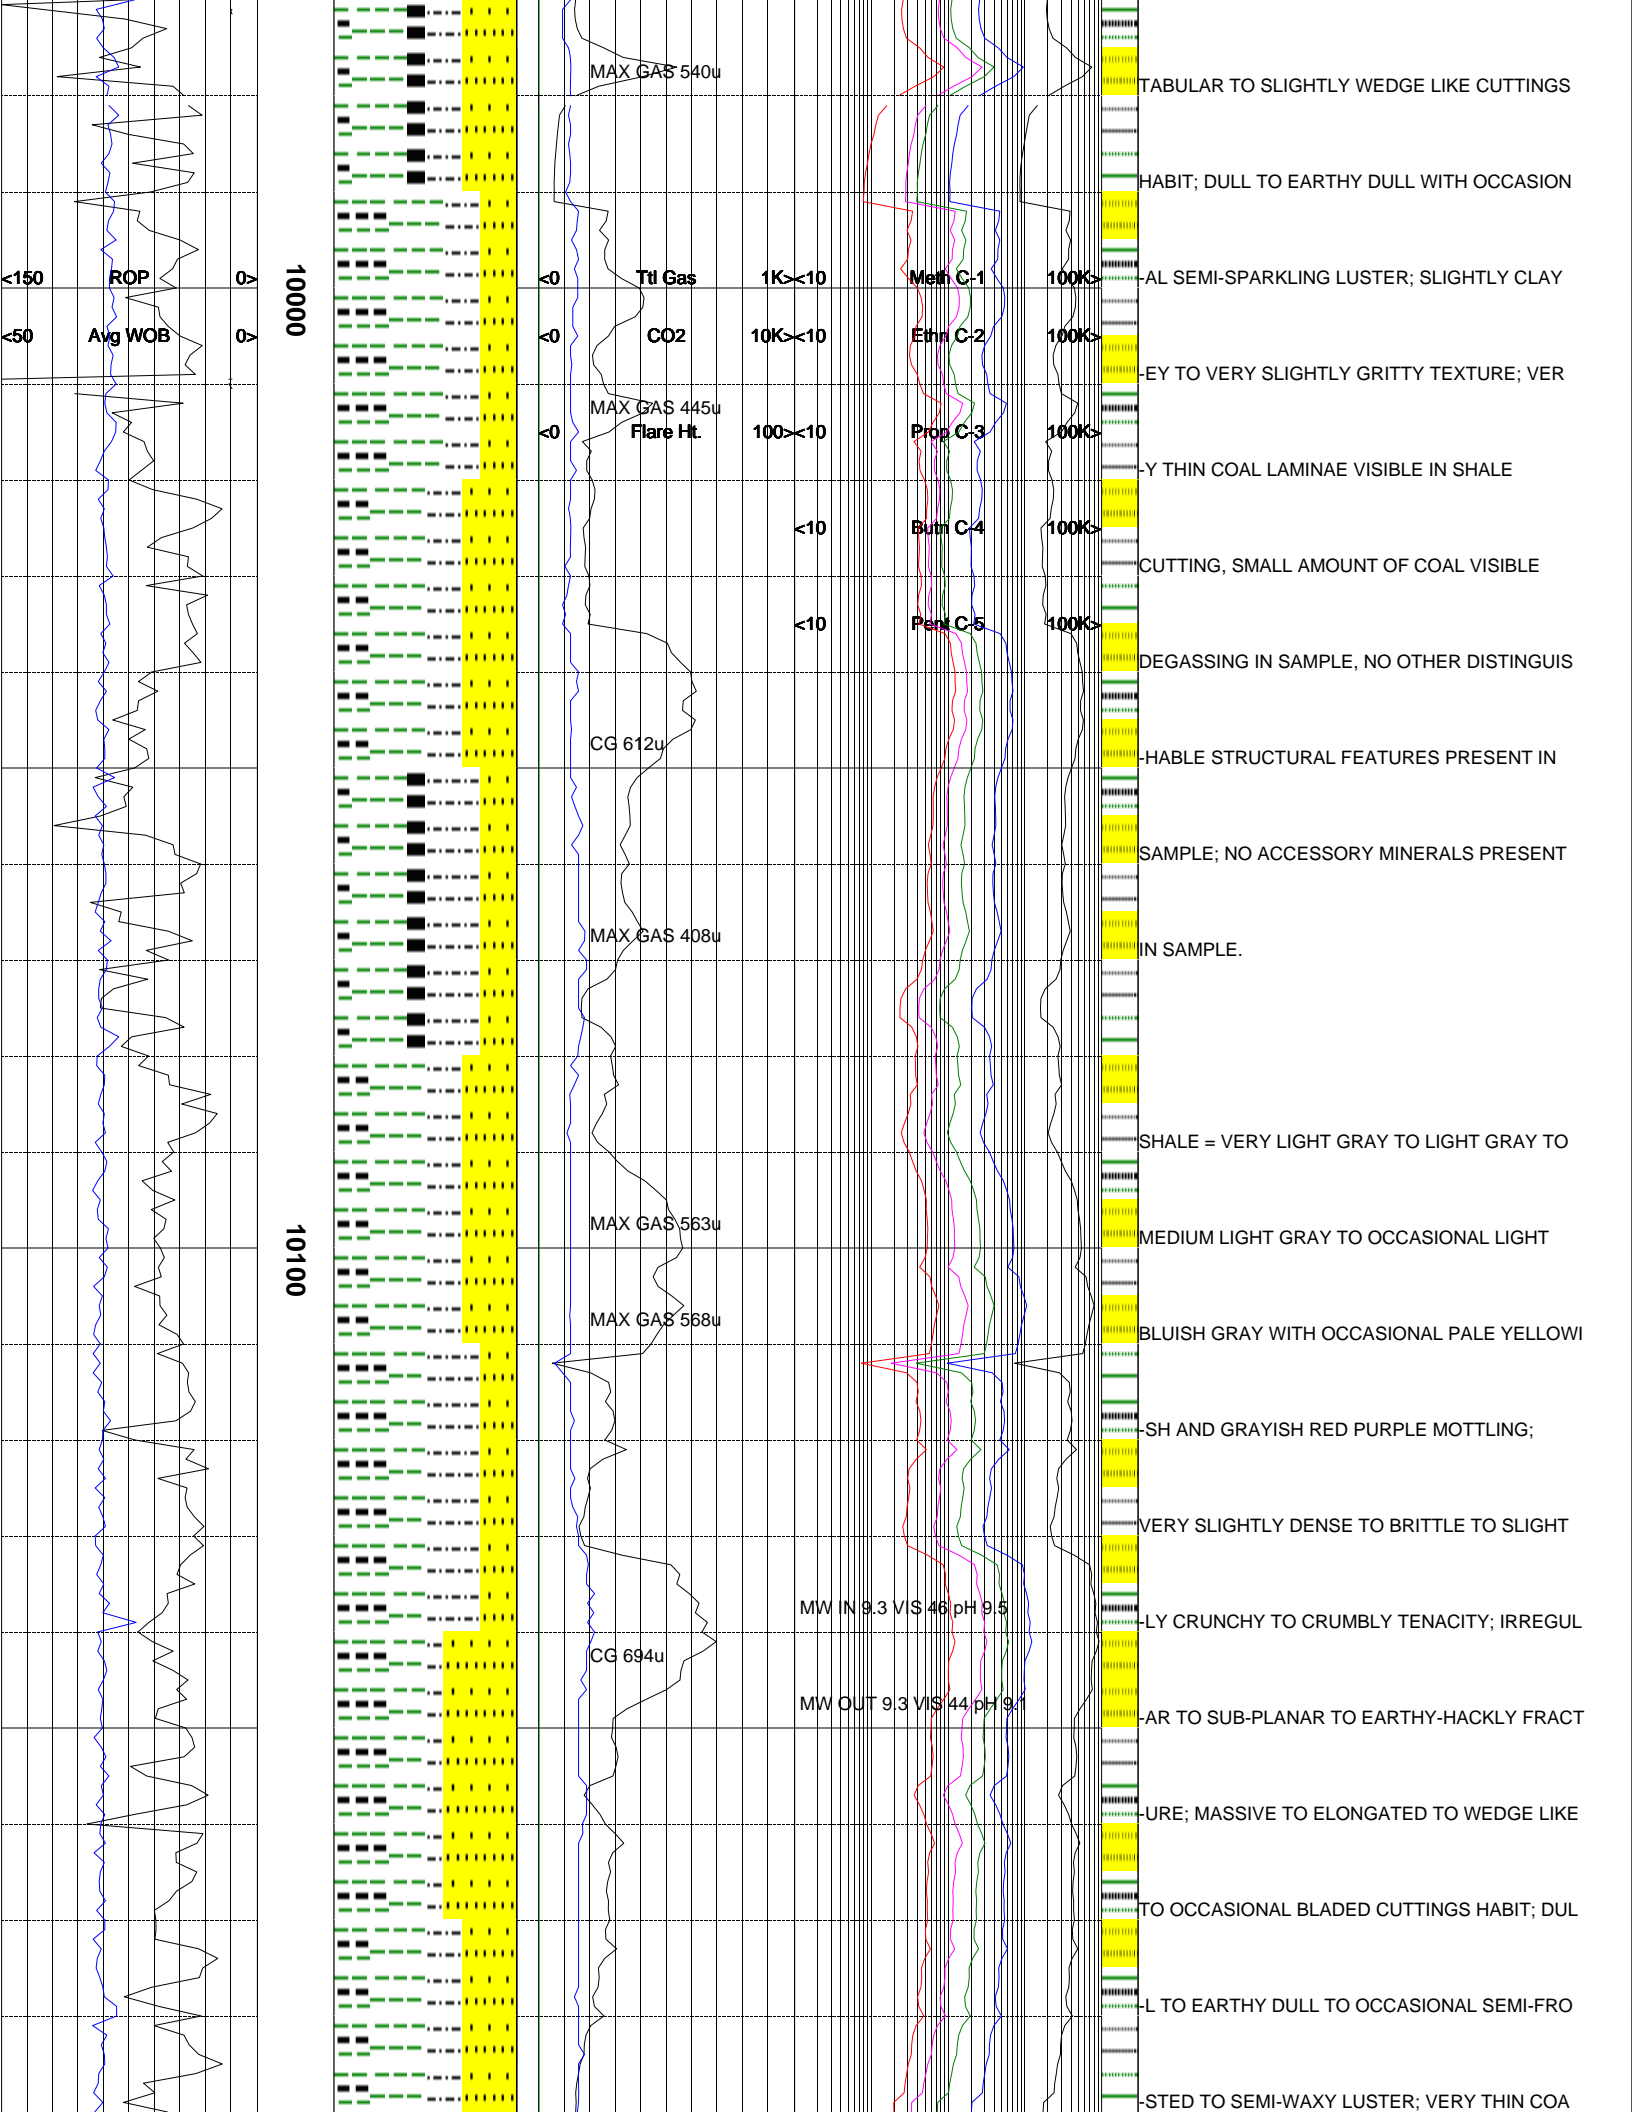 MAX GAS 540u
TABULAR TO SLIGHTLY WEDGE LIKE CUTTINGS
HABIT; DULL TO EARTHY DULL WITH OCCASION
<150 ROP 0> 10000 <0 Ttl Gas 1K> <10 Meth C-1 100K> -AL SEMI-SPARKLING LUSTER; SLIGHTLY CLAY
<50 Avg WOB 0> <0 CO2 10K> <10 Ethn C-2 100K>
-EY TO VERY SLIGHTLY GRITTY TEXTURE; VER
MAX GAS 445u
<0 Flare Ht. 100> <10 Prop C-3 100K>
-Y THIN COAL LAMINAE VISIBLE IN SHALE
<10 Butn C-4 100K>
CUTTING, SMALL AMOUNT OF COAL VISIBLE
<10 Pent C-5 100K>
DEGASSING IN SAMPLE, NO OTHER DISTINGUIS
CG 612u
-HABLE STRUCTURAL FEATURES PRESENT IN
SAMPLE; NO ACCESSORY MINERALS PRESENT
MAX GAS 408u
IN SAMPLE.
SHALE = VERY LIGHT GRAY TO LIGHT GRAY TO
MAX GAS 563u
10100 MEDIUM LIGHT GRAY TO OCCASIONAL LIGHT
MAX GAS 568u
BLUISH GRAY WITH OCCASIONAL PALE YELLOWI
-SH AND GRAYISH RED PURPLE MOTTLING;
VERY SLIGHTLY DENSE TO BRITTLE TO SLIGHT
MW IN 9.3 VIS 46 pH 9.5
-LY CRUNCHY TO CRUMBLY TENACITY; IRREGUL
CG 694u
MW OUT 9.3 VIS 44 pH 9.1
-AR TO SUB-PLANAR TO EARTHY-HACKLY FRACT
-URE; MASSIVE TO ELONGATED TO WEDGE LIKE
TO OCCASIONAL BLADED CUTTINGS HABIT; DUL
-L TO EARTHY DULL TO OCCASIONAL SEMI-FRO
-STED TO SEMI-WAXY LUSTER; VERY THIN COA